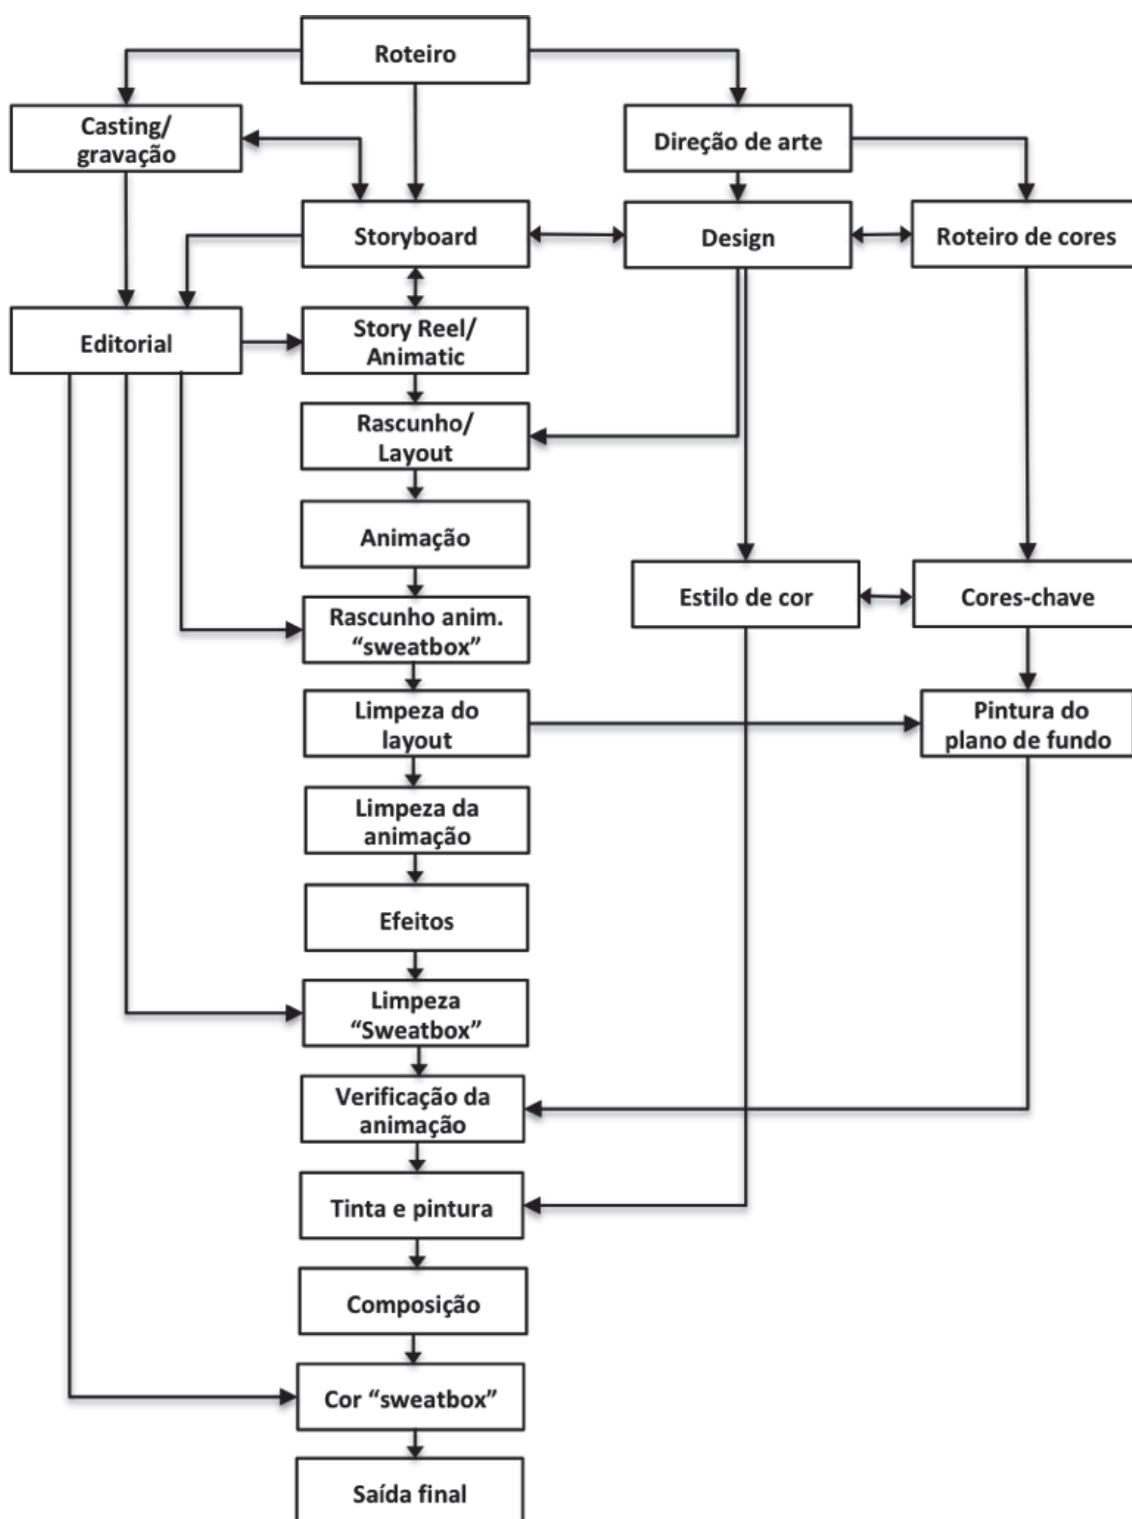 Roteiro
Casting/
gravação
Direção de arte
Storyboard
Design
Roteiro de cores
Editorial
Story Reel/
Animatic
Rascunho/
Layout
Animação
Estilo de cor
Cores-chave
Rascunho anim.
“sweatbox”
Limpeza do
layout
Pintura do
plano de fundo
Limpeza da
animação
Efeitos
Limpeza
“Sweatbox”
Verificação da
animação
Tinta e pintura
Composição
Cor “sweatbox”
Saída final